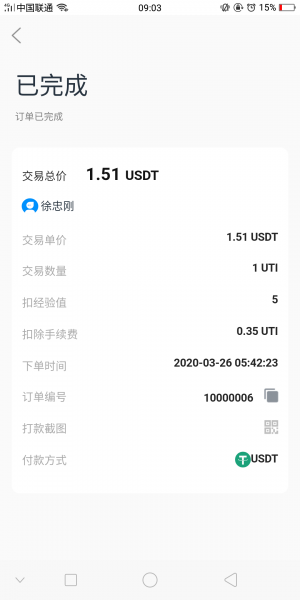 中国联通 09:03 15%
已完成
订单已完成
交易总价 1.51 USDT
徐忠刚
交易单价 1.51 USDT
交易数量 1 UTI
扣经验值 5
扣除手续费 0.35 UTI
下单时间 2020-03-26 05:42:23
订单编号 10000006
打款截图
付款方式 USDT